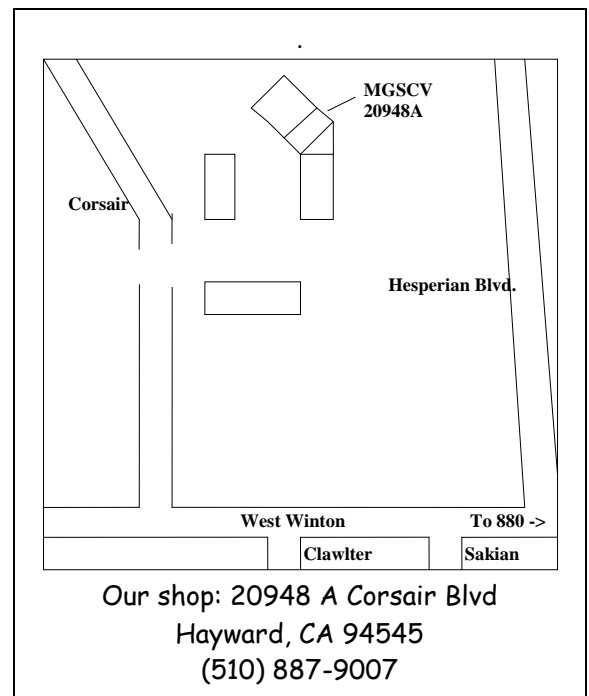 MGSCV
20948A
Corsair
Hesperian Blvd.
West Winton
To 880 ->
Clawlter
Sakian
Our shop: 20948 A Corsair Blvd
Hayward, CA 94545
(510) 887-9007